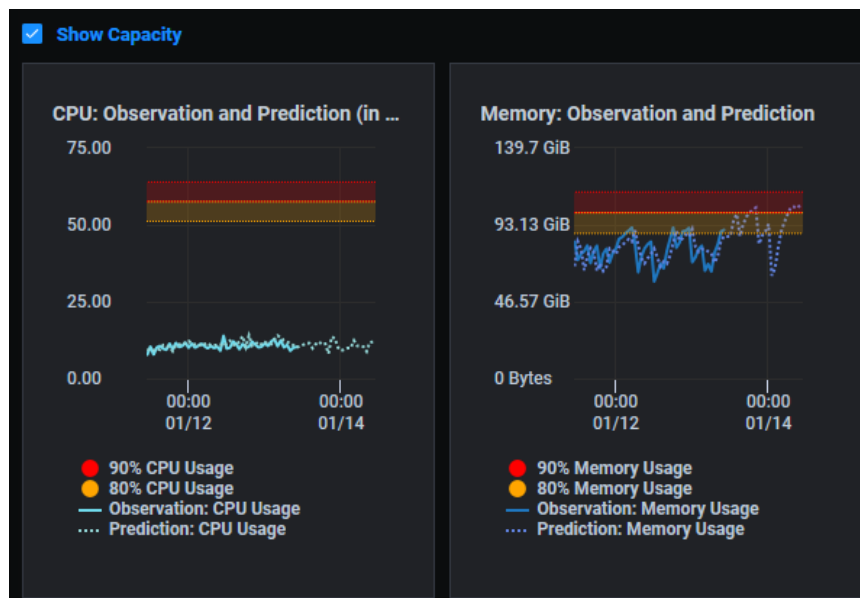 Show Capacity
CPU: Observation and Prediction (in ...
75.00
50.00
25.00
0.00
00:00
01/12
00:00
01/14
90% CPU Usage
80% CPU Usage
Observation: CPU Usage
Prediction: CPU Usage
Memory: Observation and Prediction
139.7 GiB
93.13 GiB
46.57 GiB
0 Bytes
00:00
01/12
00:00
01/14
90% Memory Usage
80% Memory Usage
Observation: Memory Usage
Prediction: Memory Usage